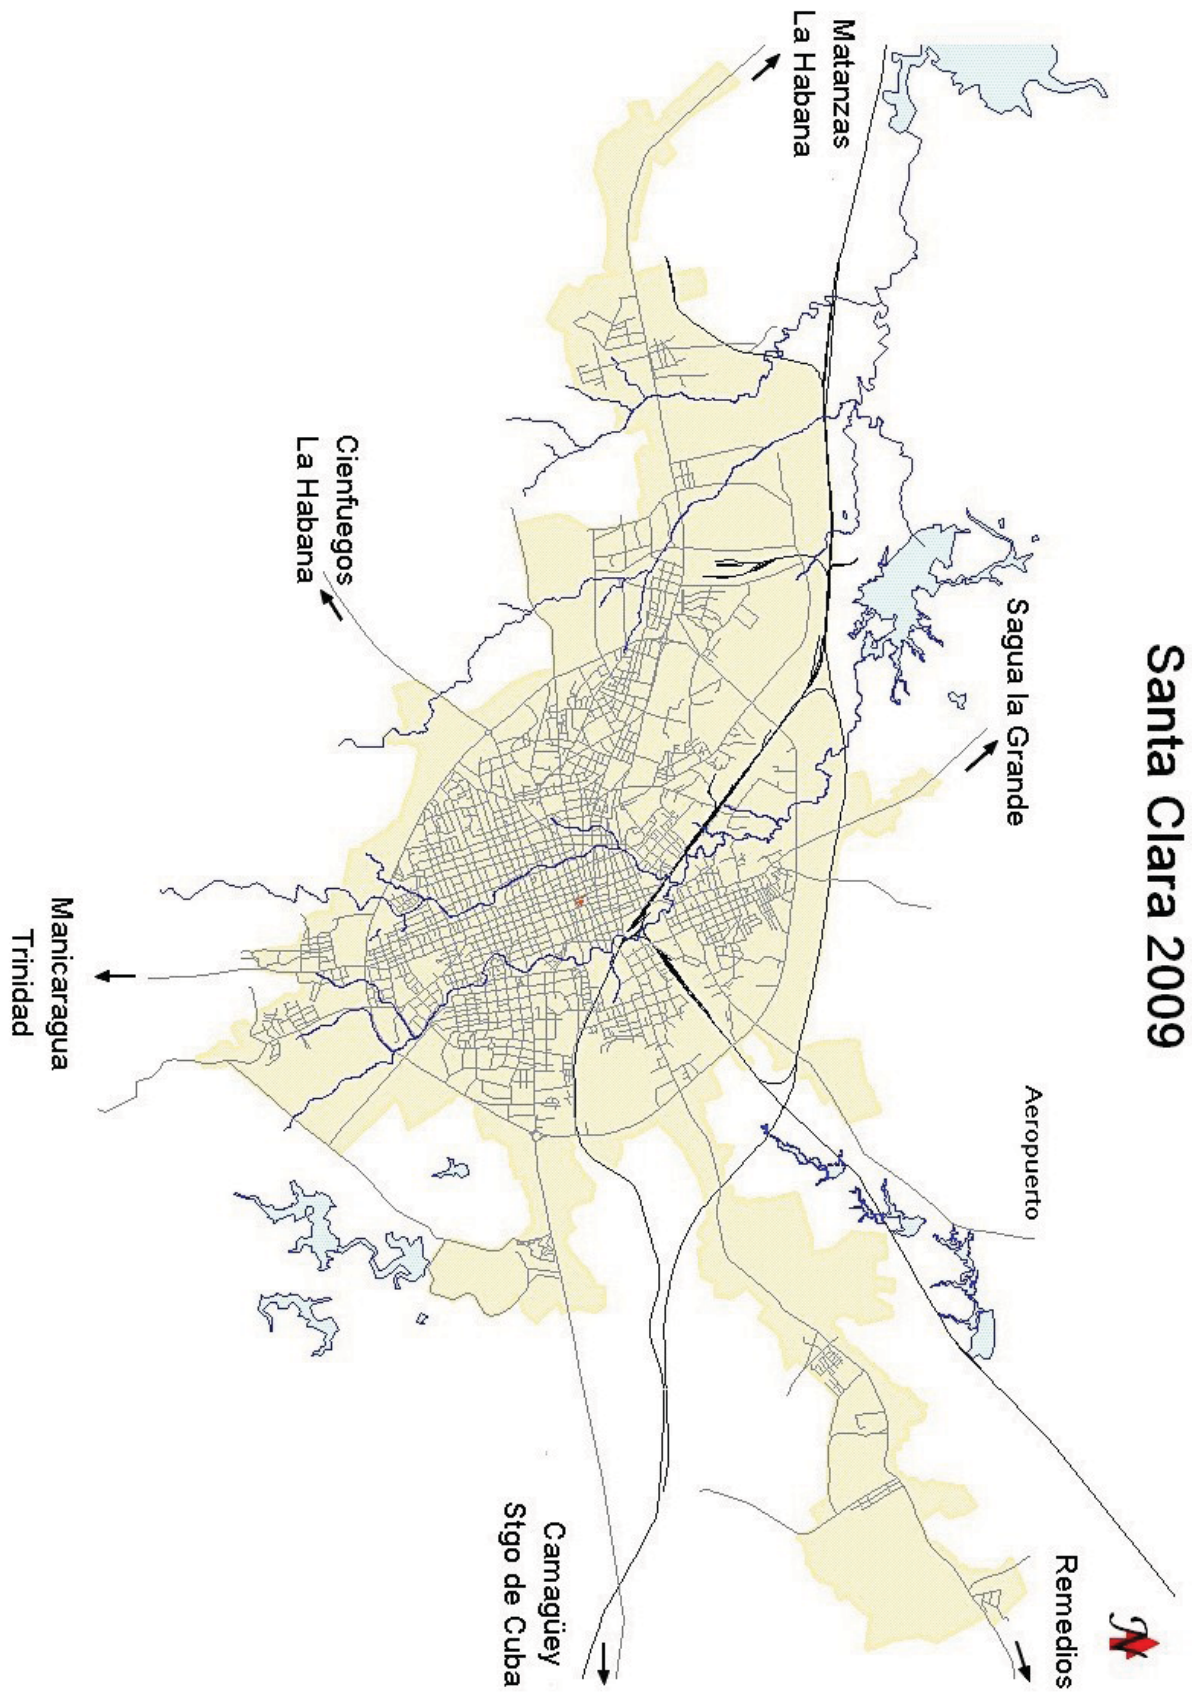 Santa Clara 2009
Matanzas
La Habana
Sagua la Grande
Aeropuerto
Remedios
N
Cienfuegos
La Habana
Camagüey
Stgo de Cuba
Manicaragua
Trinidad